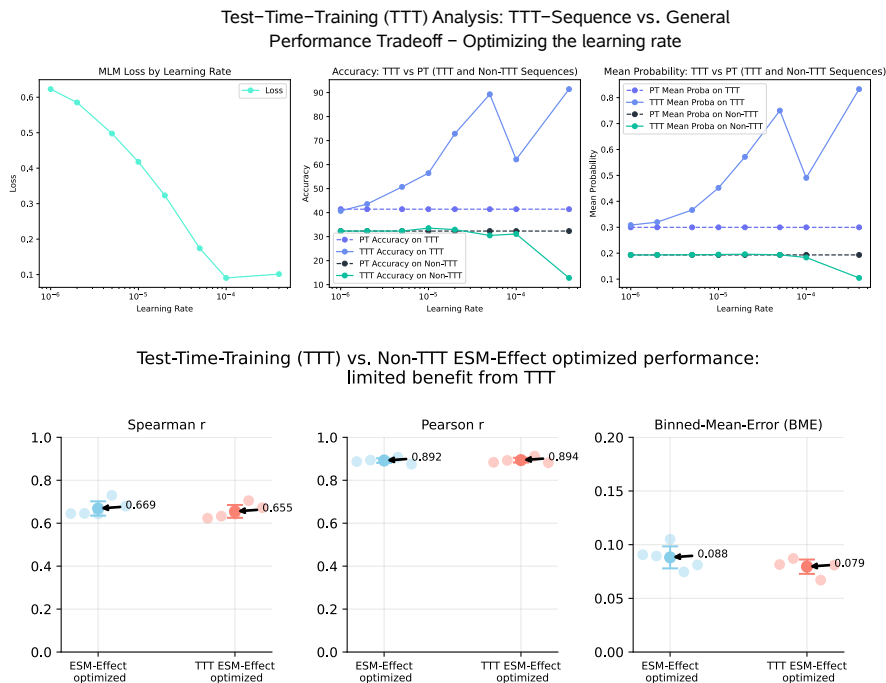 Test-Time-Training (TTT) Analysis: TTT-Sequence vs. General
Performance Tradeoff – Optimizing the learning rate
MLM Loss by Learning Rate
Loss
0.6
0.5
0.4
0.3
0.2
0.1
Loss
10⁻⁶
10⁻⁵
10⁻⁴
Learning Rate
Accuracy: TTT vs PT (TTT and Non-TTT Sequences)
100
90
80
70
60
50
40
30
20
10
Accuracy
PT Accuracy on TTT
TTT Accuracy on TTT
PT Accuracy on Non-TTT
TTT Accuracy on Non-TTT
10⁻⁶
10⁻⁵
10⁻⁴
Learning Rate
Mean Probability: TTT vs PT (TTT and Non-TTT Sequences)
PT Mean Proba on TTT
TTT Mean Proba on TTT
PT Mean Proba on Non-TTT
TTT Mean Proba on Non-TTT
0.8
0.7
0.6
0.5
0.4
0.3
0.2
0.1
Mean Probability
10⁻⁶
10⁻⁵
10⁻⁴
Learning Rate
Test-Time-Training (TTT) vs. Non-TTT ESM-Effect optimized performance:
limited benefit from TTT
Spearman r
1.0
0.8
0.6
0.4
0.2
0.0
0.669
0.655
ESM-Effect
optimized
TTT ESM-Effect
optimized
Pearson r
1.0
0.8
0.6
0.4
0.2
0.0
0.892
0.894
ESM-Effect
optimized
TTT ESM-Effect
optimized
Binned-Mean-Error (BME)
0.20
0.15
0.10
0.05
0.00
0.088
0.079
ESM-Effect
optimized
TTT ESM-Effect
optimized